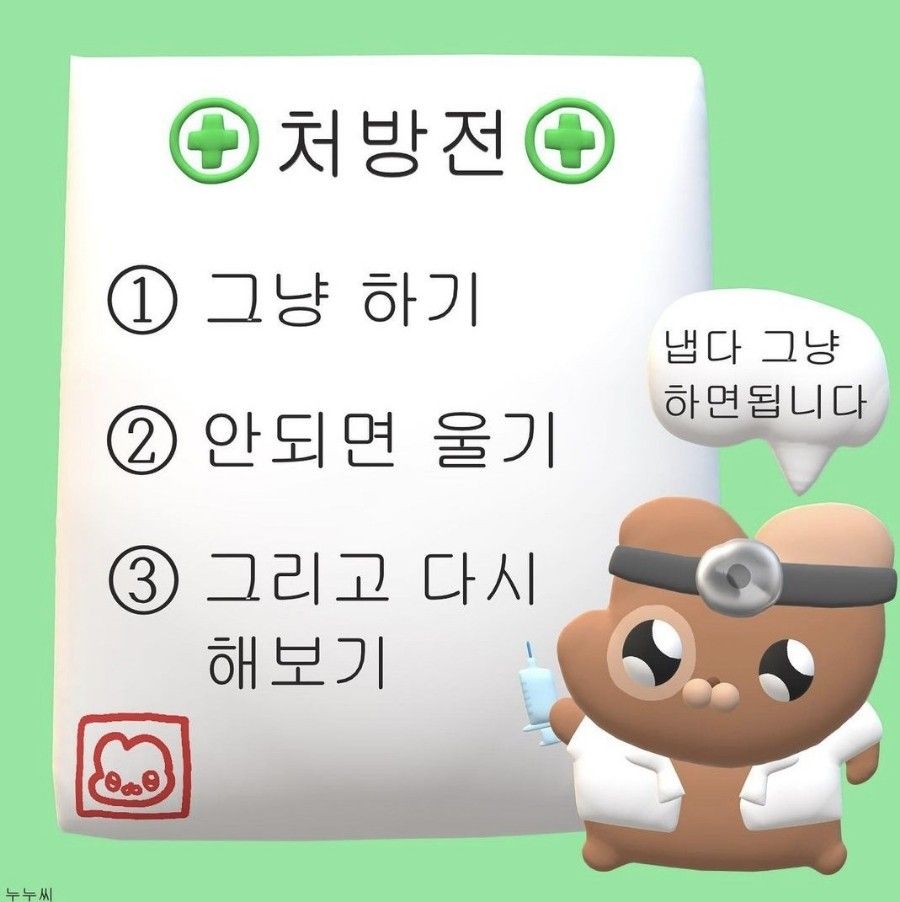 처방전
① 그냥 하기
② 안되면 울기
③ 그리고 다시
해보기
냅다 그냥
하면됩니다
누누씨